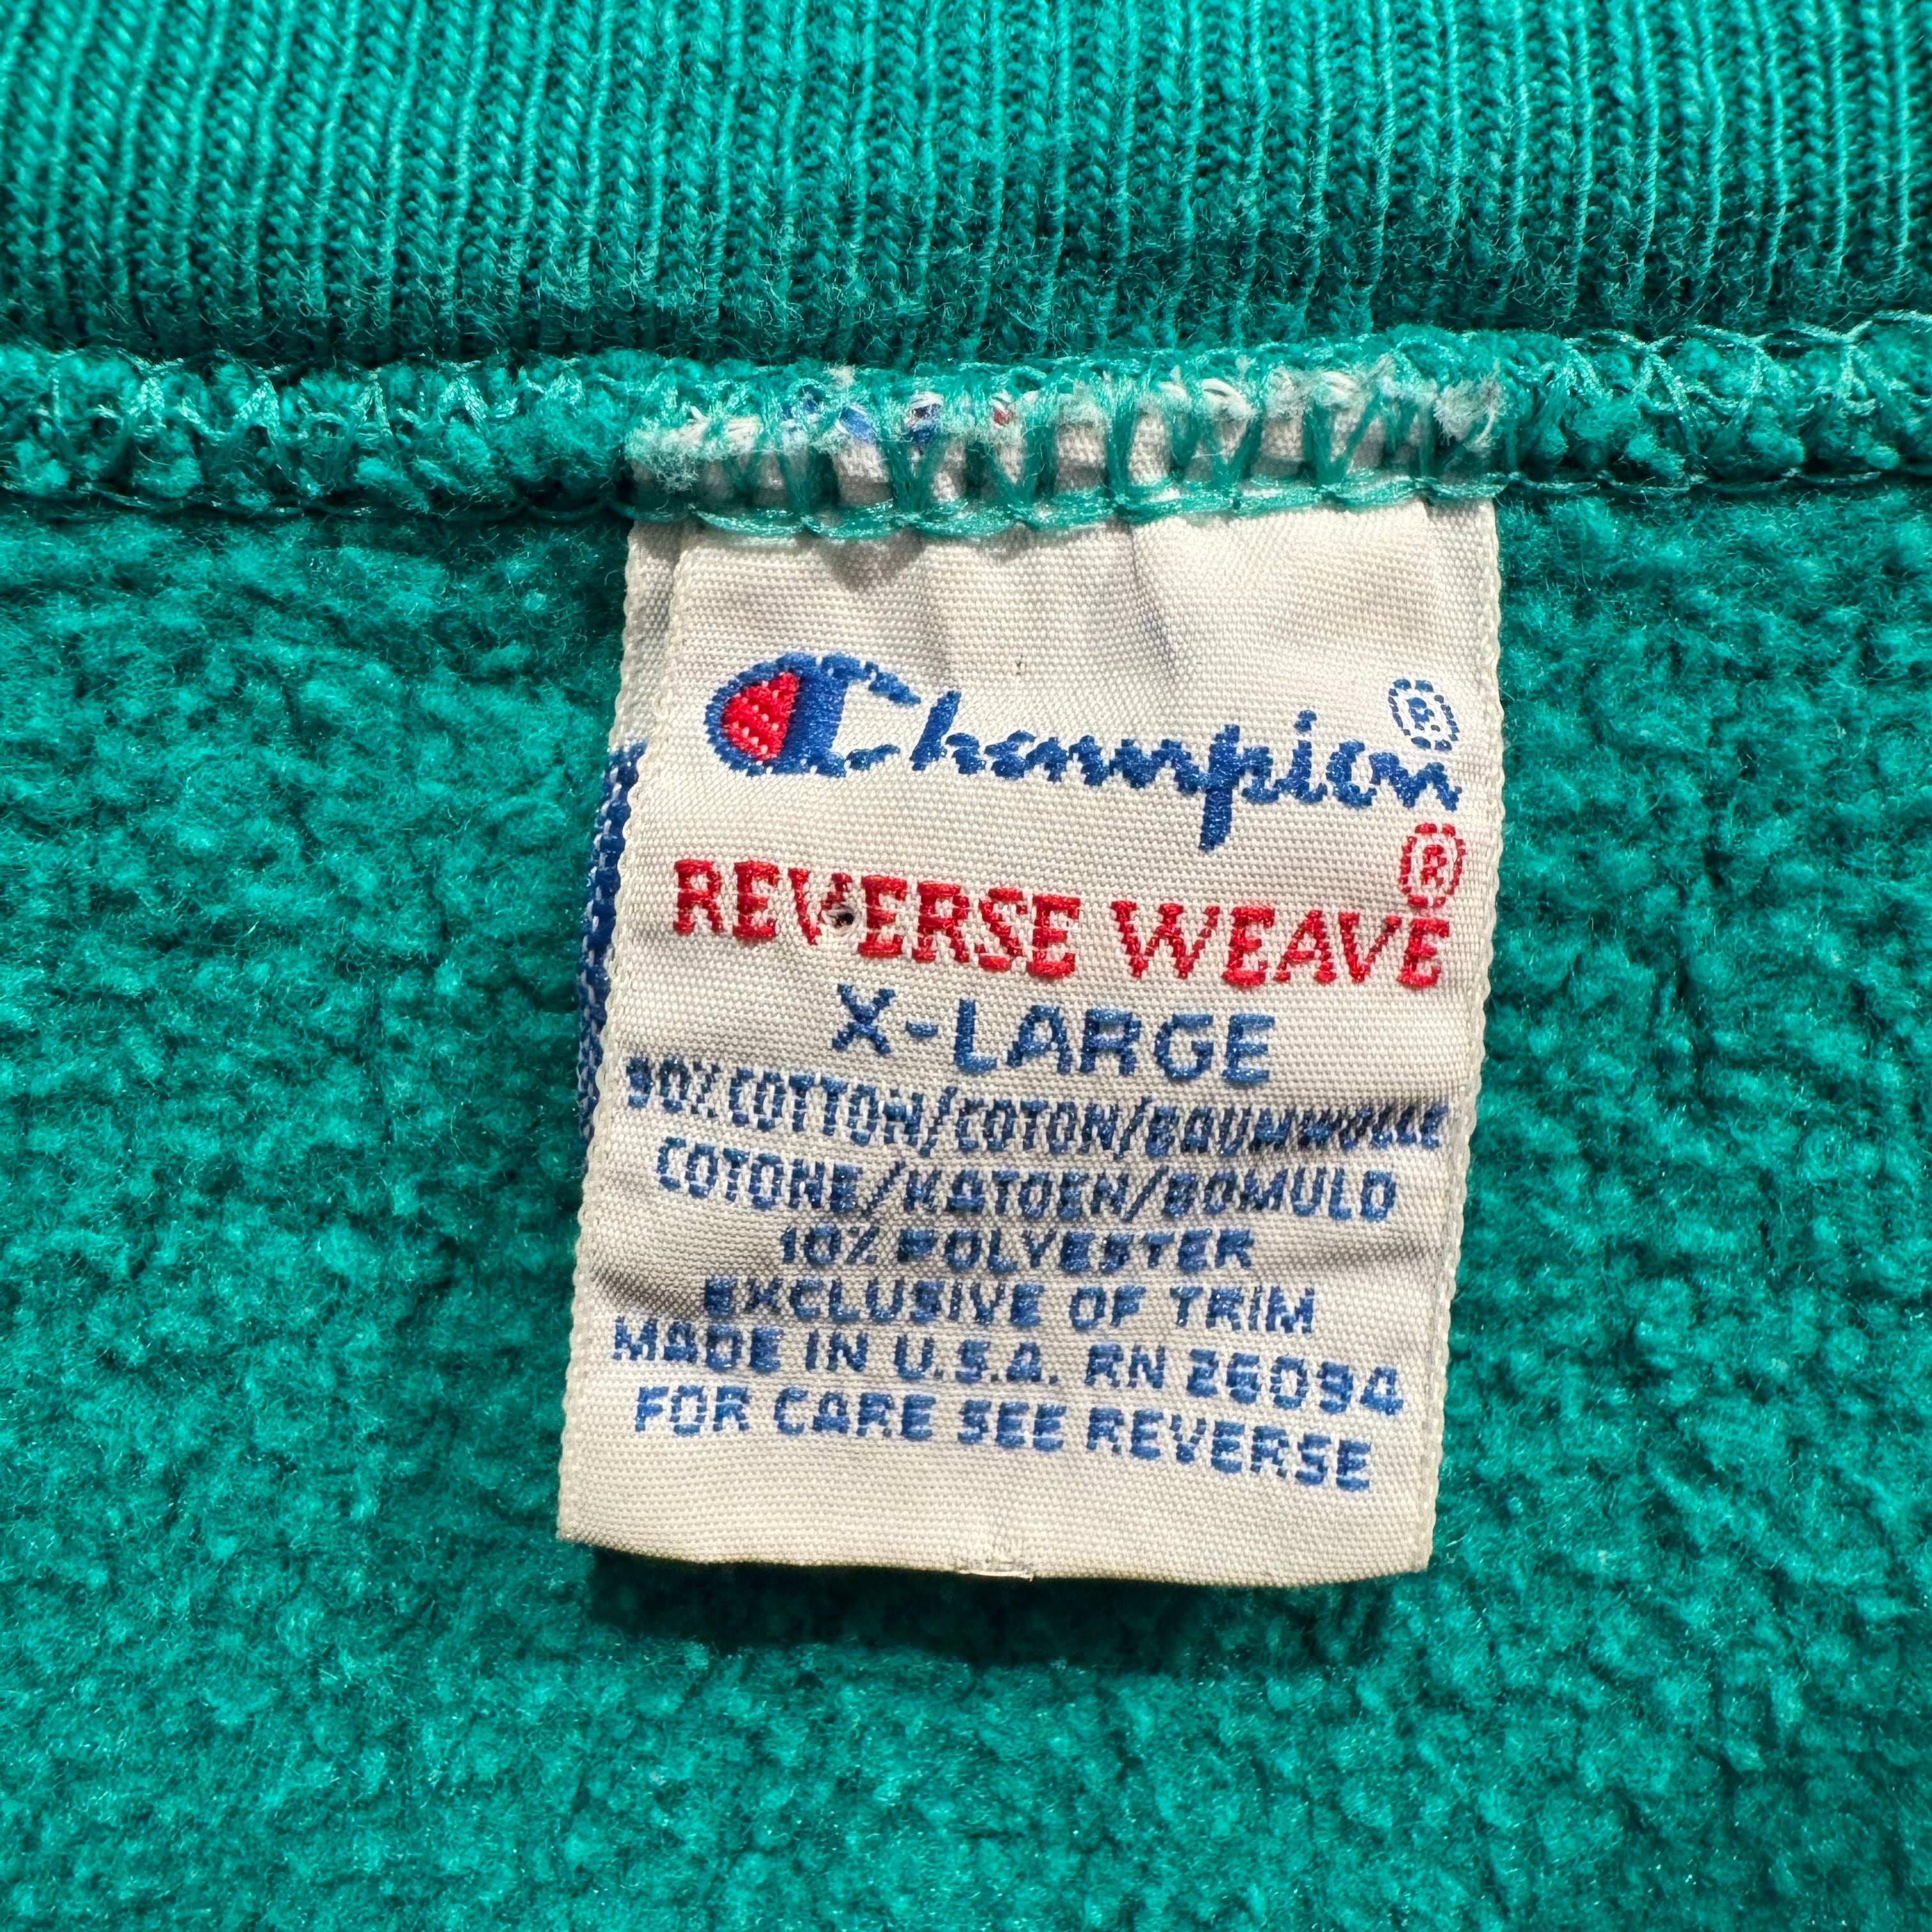 Champion®
REVERSE WEAVE®
X-LARGE
90% COTTON/COTON/BAUMWOLLE
COTONE/KATOEN/BOMULD
10% POLYESTER
EXCLUSIVE OF TRIM
MADE IN U.S.A. RN 26094
FOR CARE SEE REVERSE